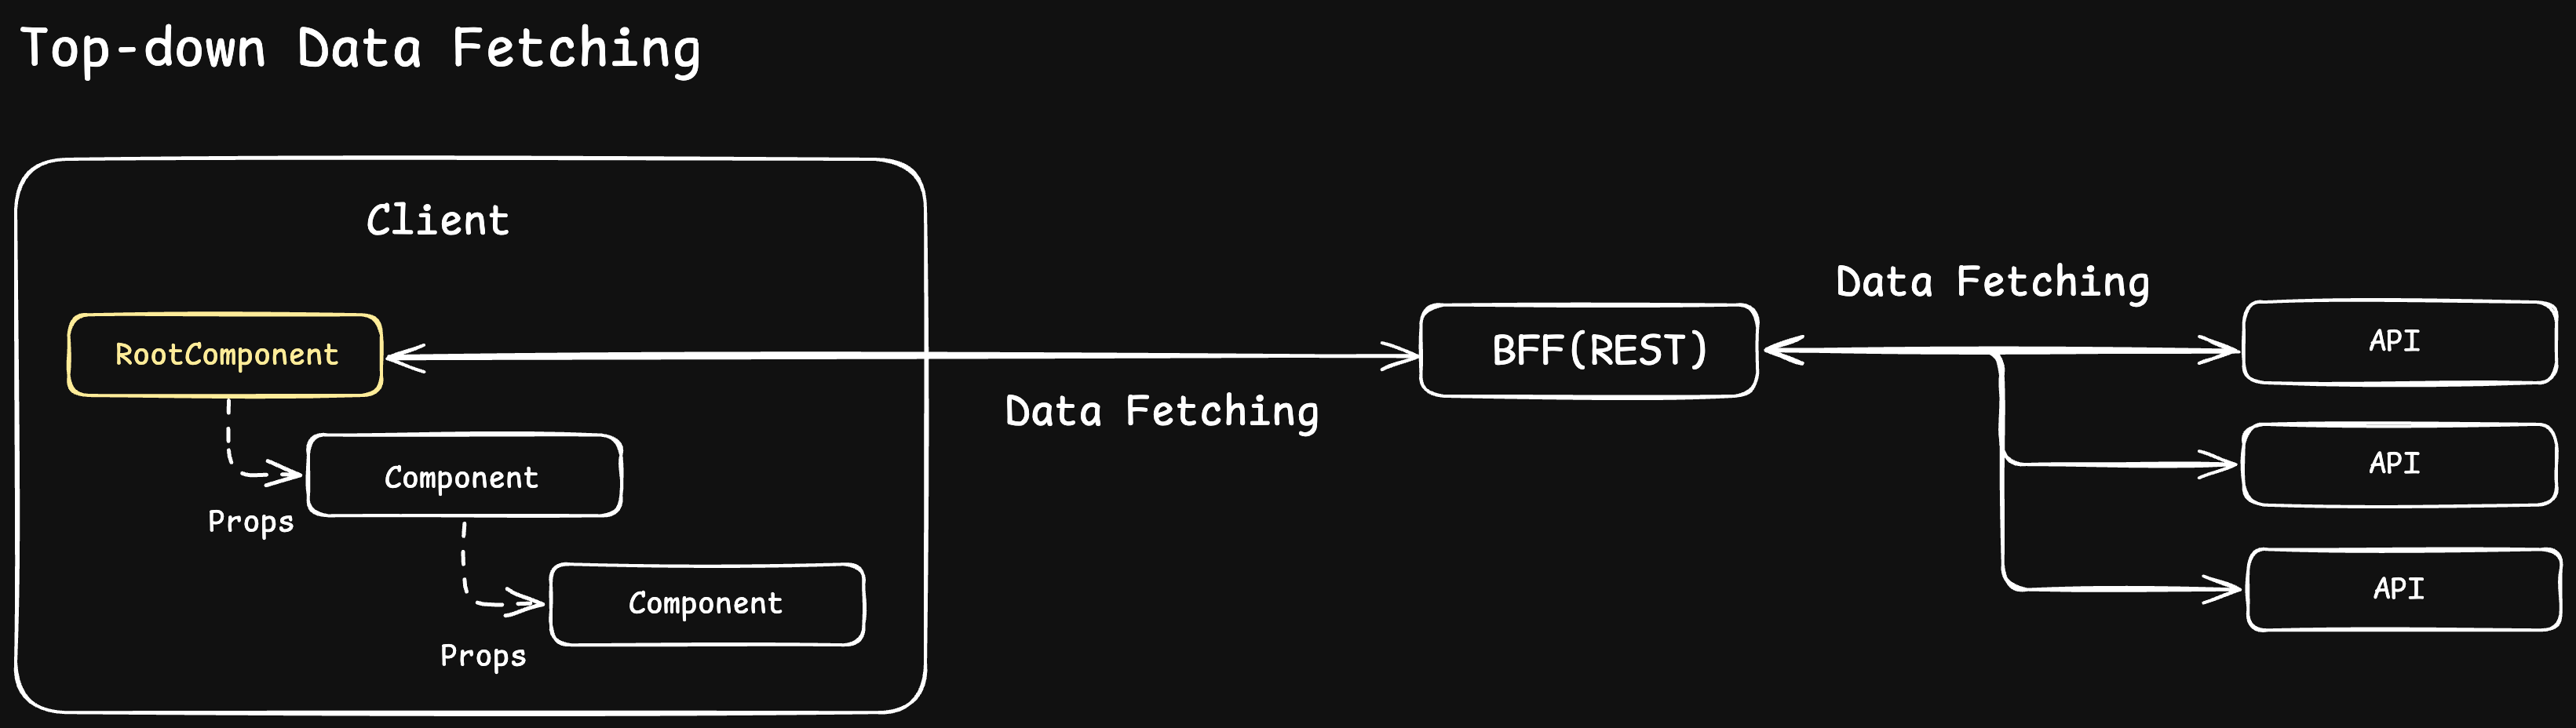 Top-down Data Fetching
Client
RootComponent
Props
Component
Props
Component
Data Fetching
BFF(REST)
Data Fetching
API
API
API